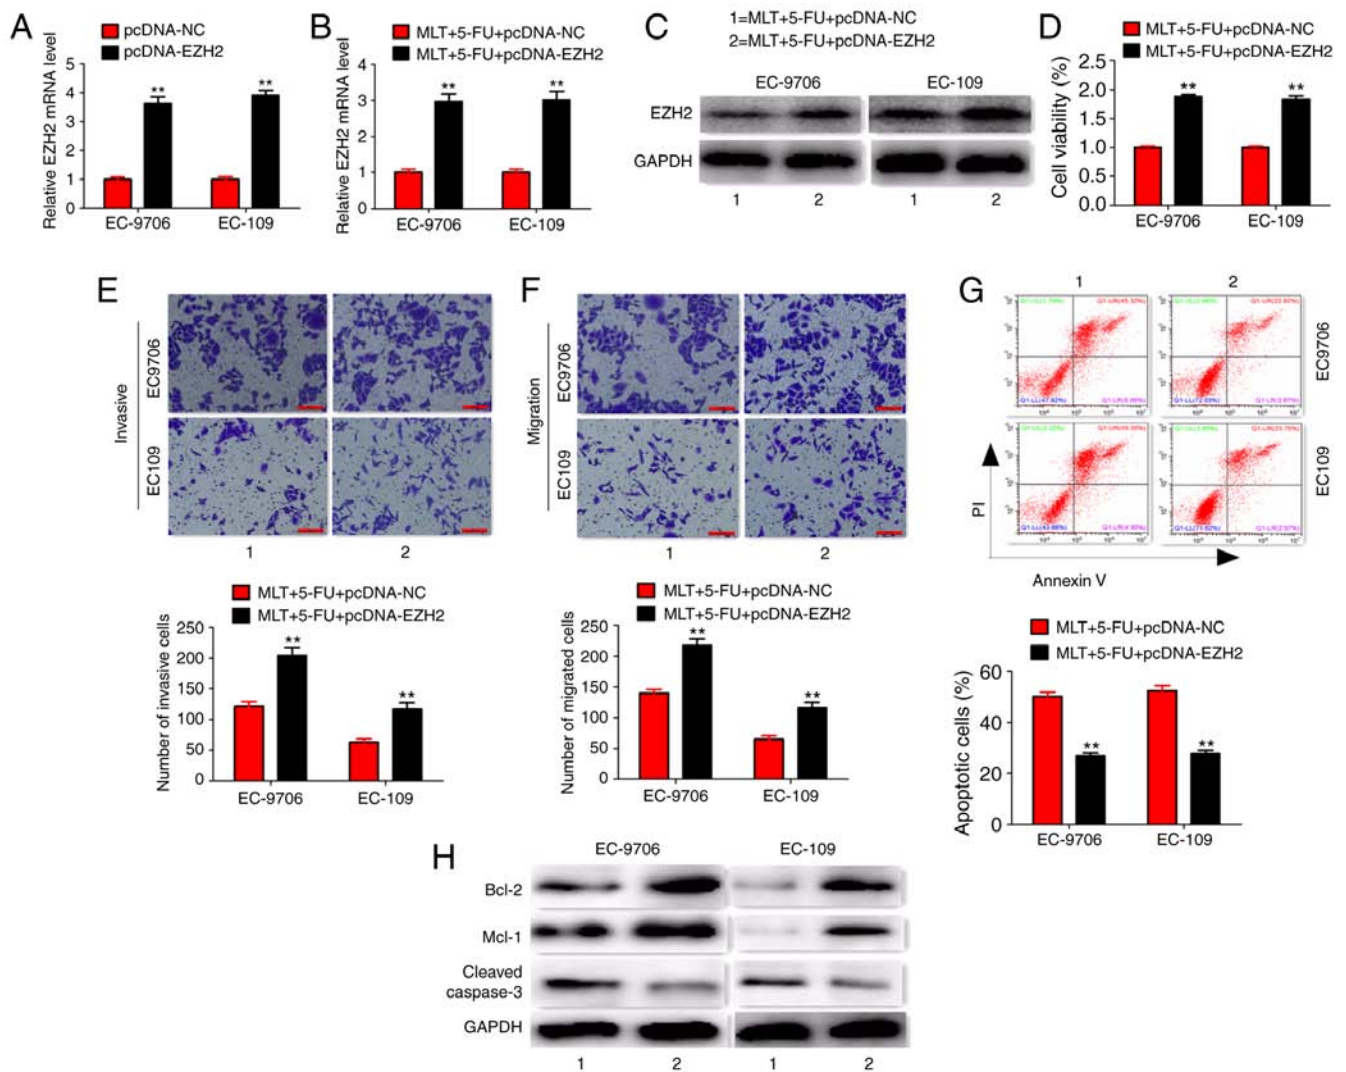 A
pcDNA-NC
pcDNA-EZH2
Relative EZH2 mRNA level
5
4
3
2
1
0
**
**
EC-9706
EC-109
B
MLT+5-FU+pcDNA-NC
MLT+5-FU+pcDNA-EZH2
Relative EZH2 mRNA level
4
3
2
1
0
**
**
EC-9706
EC-109
C
1=MLT+5-FU+pcDNA-NC
2=MLT+5-FU+pcDNA-EZH2
EC-9706
EC-109
EZH2
GAPDH
1
2
1
2
D
MLT+5-FU+pcDNA-NC
MLT+5-FU+pcDNA-EZH2
Cell viability (%)
2.5
2.0
1.5
1.0
0.5
0.0
**
**
EC-9706
EC-109
E
Invasive
EC9706
EC109
1
2
MLT+5-FU+pcDNA-NC
MLT+5-FU+pcDNA-EZH2
Number of invasive cells
250
200
150
100
50
0
**
**
EC-9706
EC-109
F
Migration
EC9706
EC109
1
2
MLT+5-FU+pcDNA-NC
MLT+5-FU+pcDNA-EZH2
Number of migrated cells
250
200
150
100
50
0
**
**
EC-9706
EC-109
G
1
2
EC9706
EC109
PI
Annexin V
MLT+5-FU+pcDNA-NC
MLT+5-FU+pcDNA-EZH2
Apoptotic cells (%)
60
40
20
0
**
**
EC-9706
EC-109
H
EC-9706
EC-109
Bcl-2
Mcl-1
Cleaved
caspase-3
GAPDH
1
2
1
2